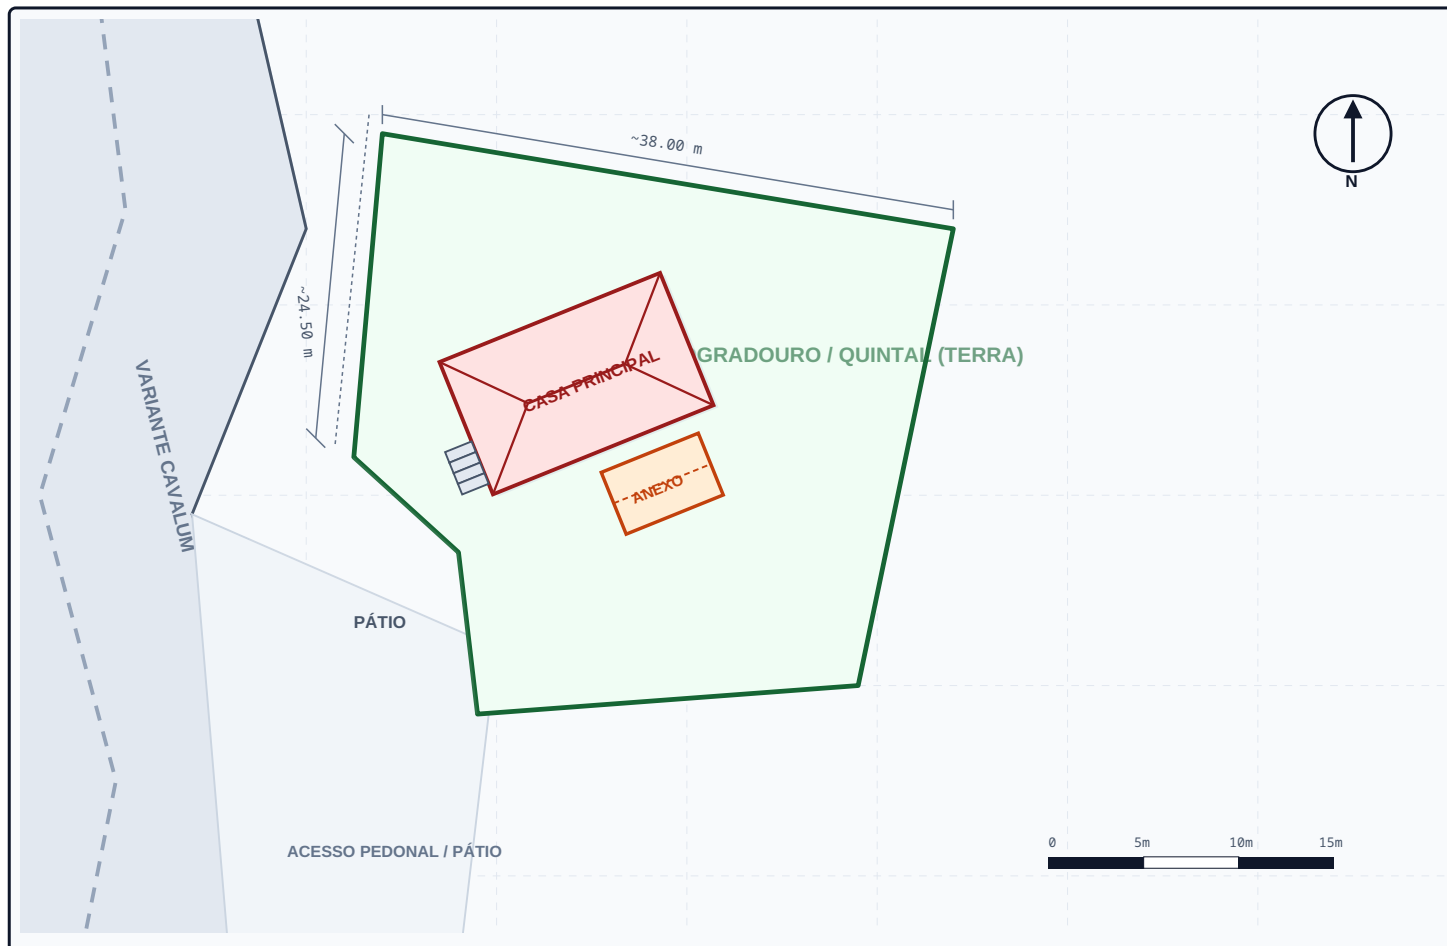 ~38.00 m
N
~24.50 m
GRADOURO / QUINTAL (TERRA)
CASA PRINCIPAL
VARIANTE CAVALUM
ANEXO
PÁTIO
ACESSO PEDONAL / PÁTIO
0 5m 10m 15m